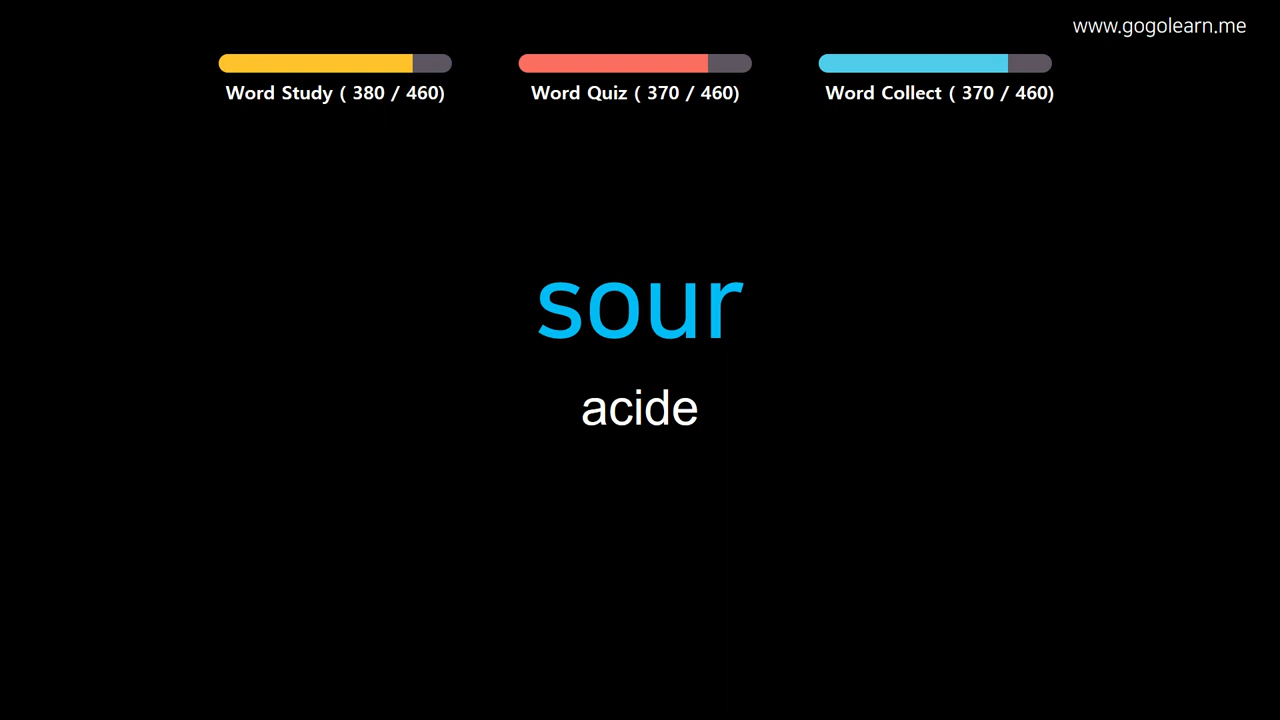 www.gogolearn.me
Word Study ( 380 / 460)
Word Quiz ( 370 / 460)
Word Collect ( 370 / 460)
sour
acide